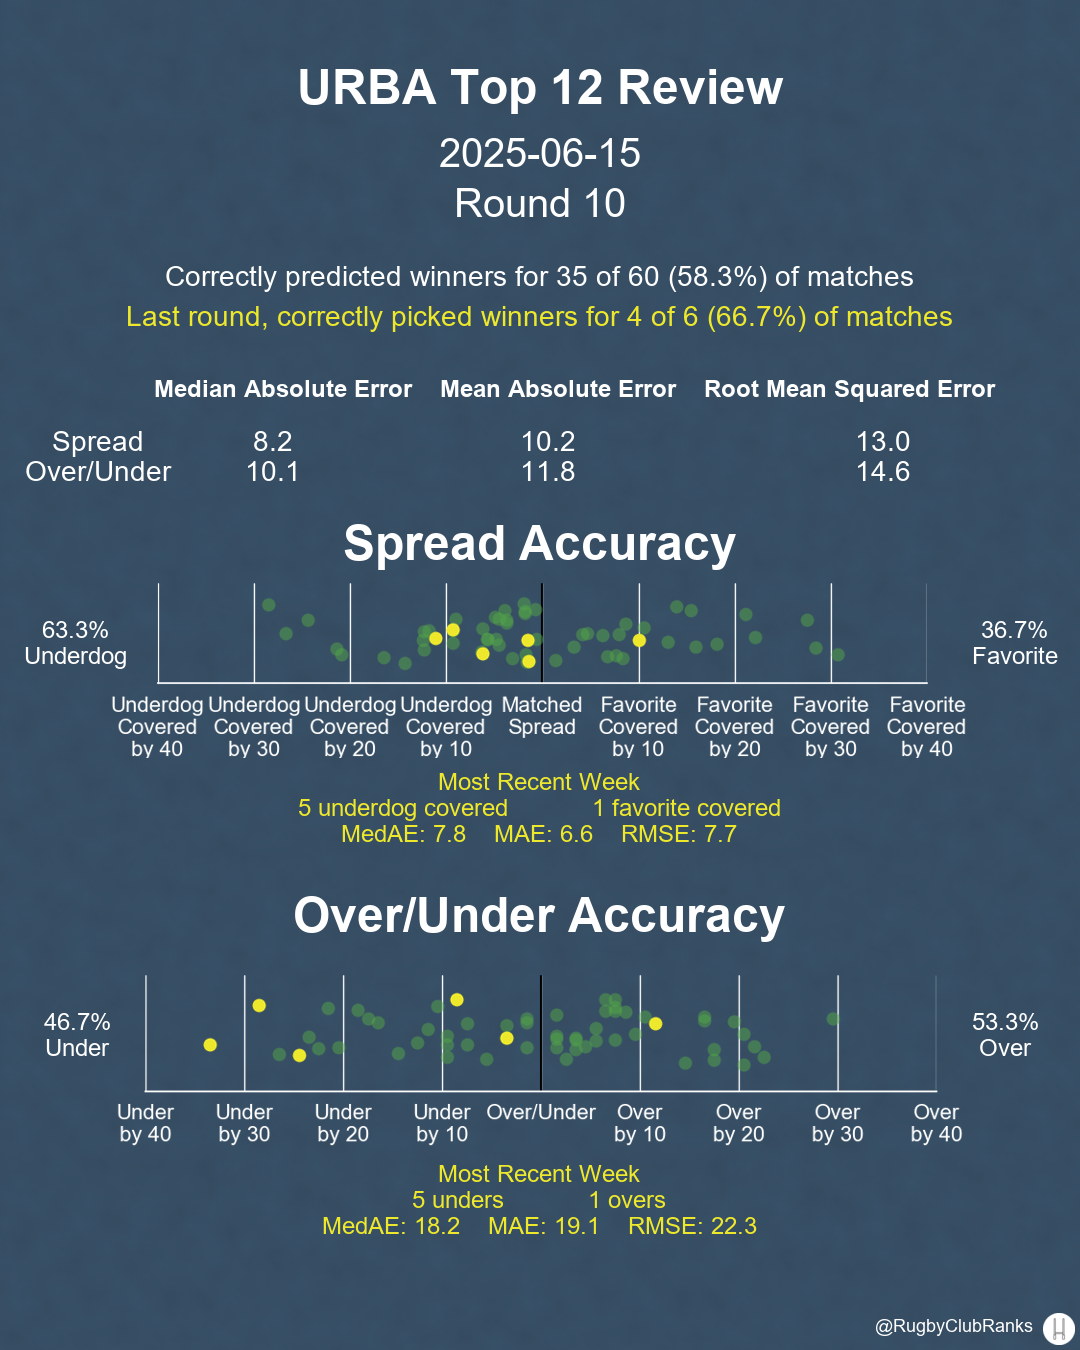 URBA Top 12 Review
2025-06-15
Round 10
Correctly predicted winners for 35 of 60 (58.3%) of matches
Last round, correctly picked winners for 4 of 6 (66.7%) of matches
Median Absolute Error Mean Absolute Error Root Mean Squared Error
Spread 8.2 10.2 13.0
Over/Under 10.1 11.8 14.6
Spread Accuracy
63.3% 36.7%
Underdog Favorite
Underdog Underdog Underdog Underdog Matched Favorite Favorite Favorite Favorite
Covered Covered Covered Covered Spread Covered Covered Covered Covered
by 40 by 30 by 20 by 10 by 10 by 20 by 30 by 40
Most Recent Week
5 underdog covered 1 favorite covered
MedAE: 7.8 MAE: 6.6 RMSE: 7.7
Over/Under Accuracy
46.7% 53.3%
Under Over
Under Under Under Under Over/Under Over Over Over Over
by 40 by 30 by 20 by 10 by 10 by 20 by 30 by 40
Most Recent Week
5 unders 1 overs
MedAE: 18.2 MAE: 19.1 RMSE: 22.3
@RugbyClubRanks